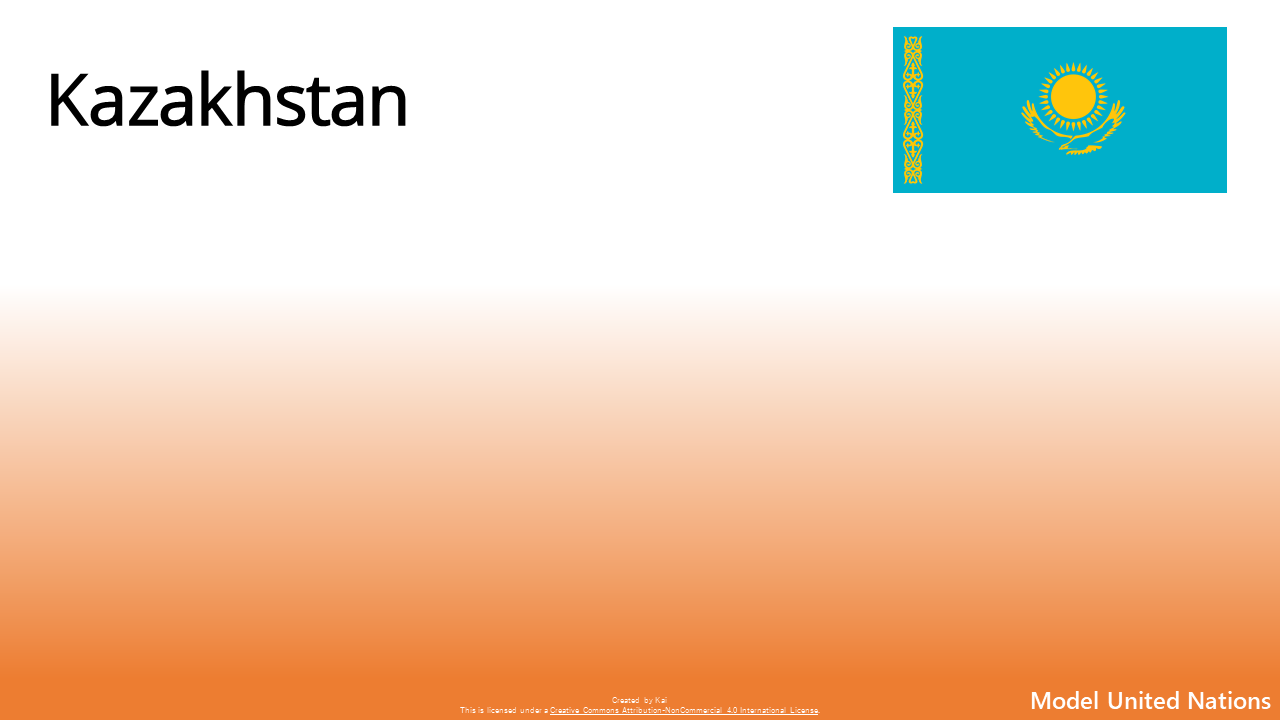 Kazakhstan
Created by Kai
This is licensed under a Creative Commons Attribution-NonCommercial 4.0 International License.
Model United Nations